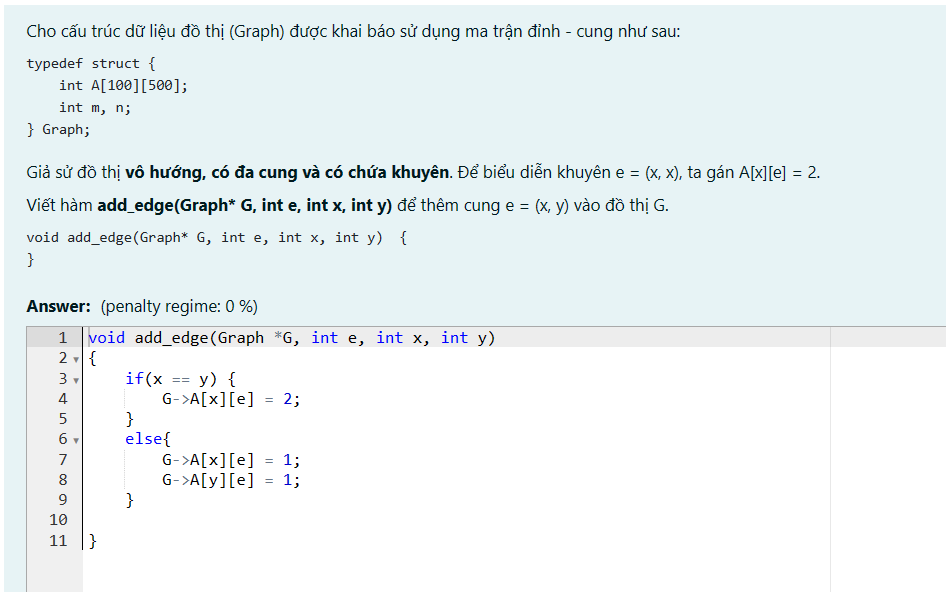 Cho cấu trúc dữ liệu đồ thị (Graph) được khai báo sử dụng ma trận đỉnh - cung như sau:
typedef struct {
    int A[100][500];
    int m, n;
} Graph;
Giả sử đồ thị vô hướng, có đa cung và có chứa khuyên. Để biểu diễn khuyên e = (x, x), ta gán A[x][e] = 2.
Viết hàm add_edge(Graph* G, int e, int x, int y) để thêm cung e = (x, y) vào đồ thị G.
void add_edge(Graph* G, int e, int x, int y)  {
}
Answer: (penalty regime: 0 %)
1 void add_edge(Graph *G, int e, int x, int y)
2 {
3     if(x == y) {
4         G->A[x][e] = 2;
5     }
6     else{
7         G->A[x][e] = 1;
8         G->A[y][e] = 1;
9     }
10
11 }